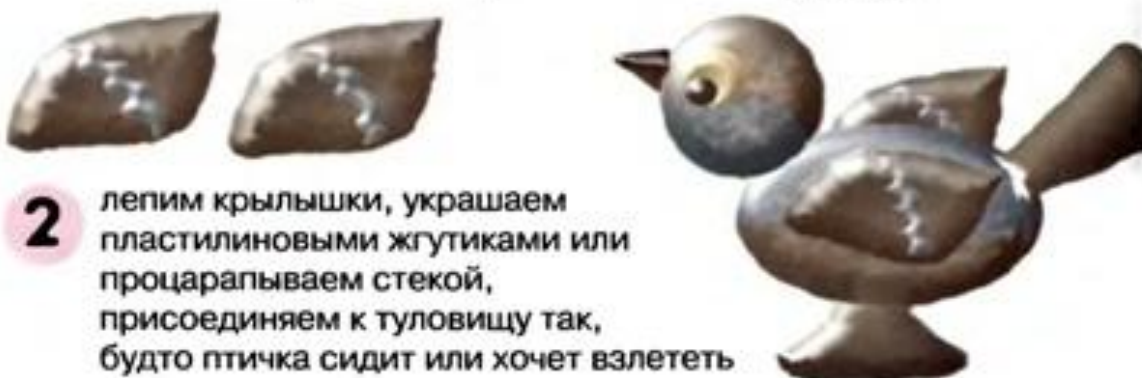 2
лепим крылышки, украшаем
пластилиновыми жгутиками или
процарапываем стекой,
присоединяем к туловищу так,
будто птичка сидит или хочет взлететь